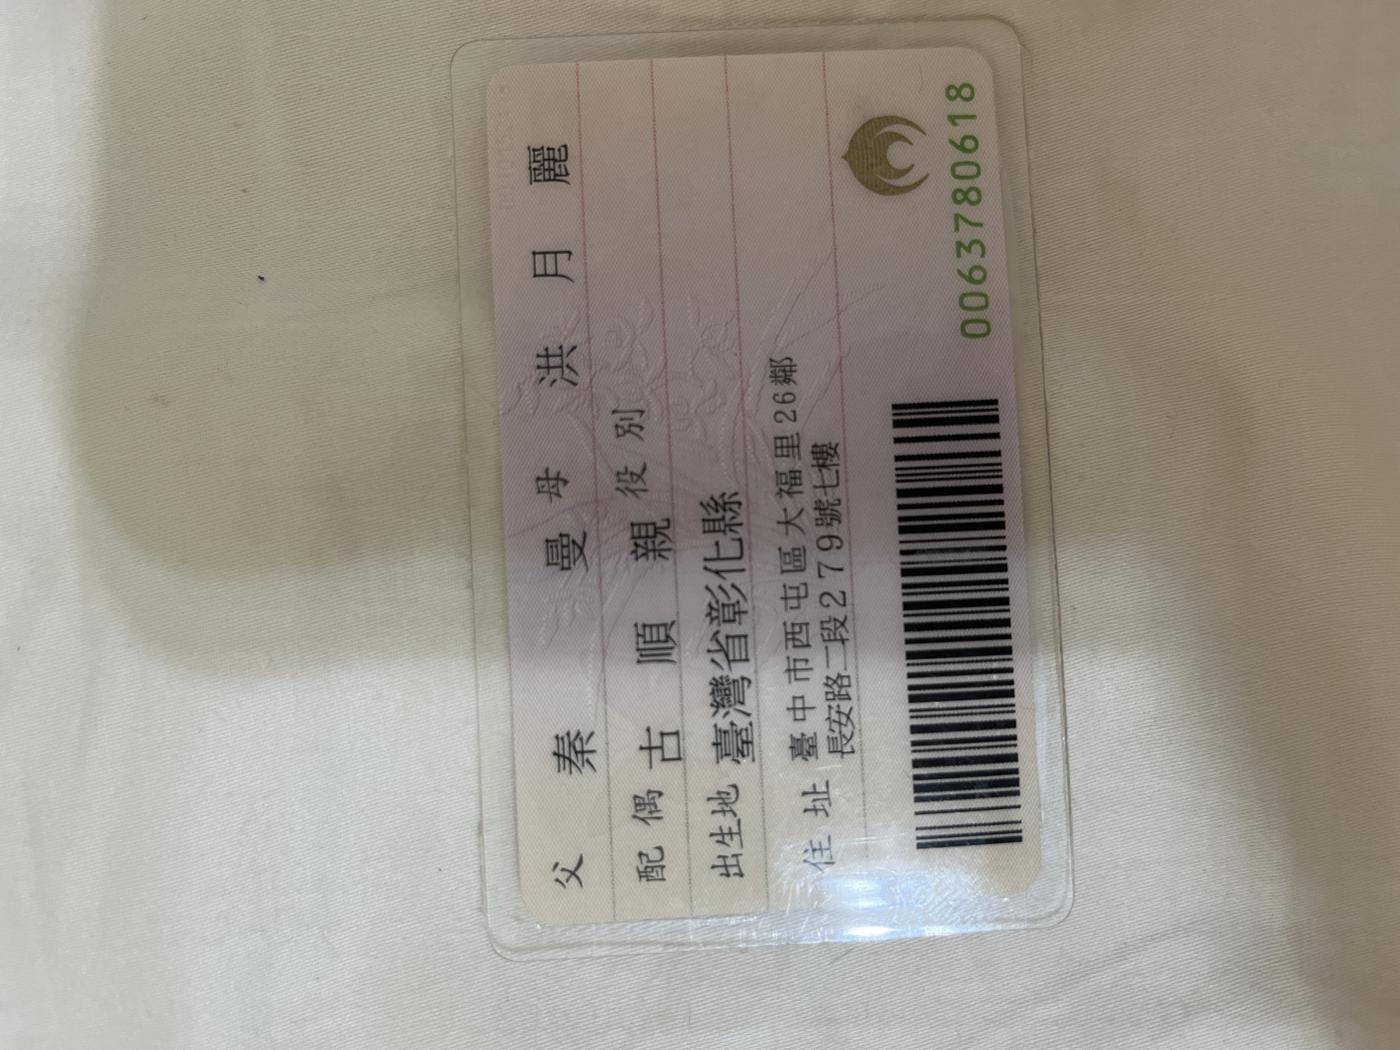 父 秦曼 母 洪月麗
配偶 古順親 役別
出生地 臺灣省彰化縣
住址 臺中市西屯區大福里26鄰
長安路二段279號七樓
0063780618